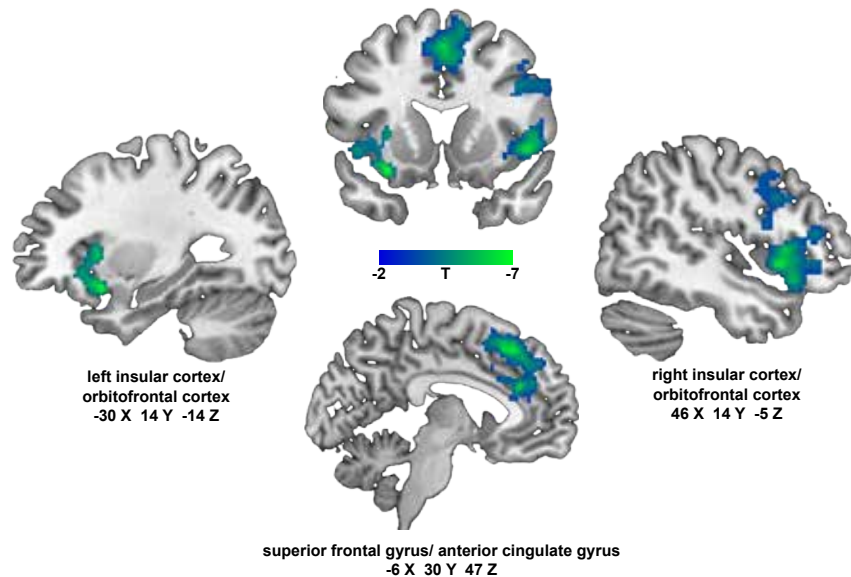 -2 T -7
left insular cortex/
orbitofrontal cortex
-30 X 14 Y -14 Z
right insular cortex/
orbitofrontal cortex
46 X 14 Y -5 Z
superior frontal gyrus/ anterior cingulate gyrus
-6 X 30 Y 47 Z